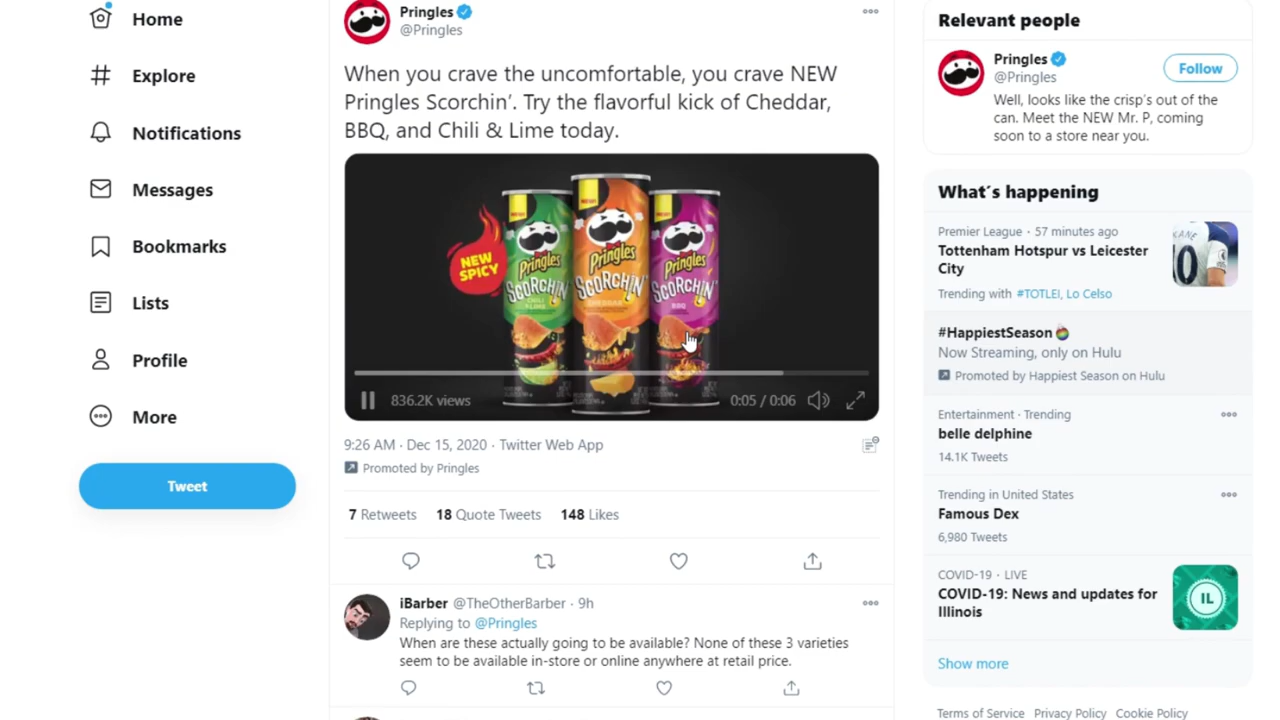 Home
Explore
Notifications
Messages
Bookmarks
Lists
Profile
More
Tweet
Pringles
@Pringles
When you crave the uncomfortable, you crave NEW
Pringles Scorchin’. Try the flavorful kick of Cheddar,
BBQ, and Chili & Lime today.
NEW
SPICY
Pringles
SCORCHIN'
CHILI
& LIME
Pringles
SCORCHIN'
CHEDDAR
Pringles
SCORCHIN'
BBQ
836.2K views
0:05 / 0:06
9:26 AM · Dec 15, 2020 · Twitter Web App
Promoted by Pringles
7 Retweets 18 Quote Tweets 148 Likes
iBarber @TheOtherBarber · 9h
Replying to @Pringles
When are these actually going to be available? None of these 3 varieties
seem to be available in-store or online anywhere at retail price.
Relevant people
Pringles
@Pringles
Follow
Well, looks like the crisp's out of the
can. Meet the NEW Mr. P, coming
soon to a store near you.
What's happening
Premier League · 57 minutes ago
Tottenham Hotspur vs Leicester
City
Trending with #TOTLEI, Lo Celso
KANE
#HappiestSeason
Now Streaming, only on Hulu
Promoted by Happiest Season on Hulu
Entertainment · Trending
belle delphine
14.1K Tweets
Trending in United States
Famous Dex
6,980 Tweets
COVID-19 · LIVE
COVID-19: News and updates for
Illinois
IL
Show more
Terms of Service Privacy Policy Cookie Policy